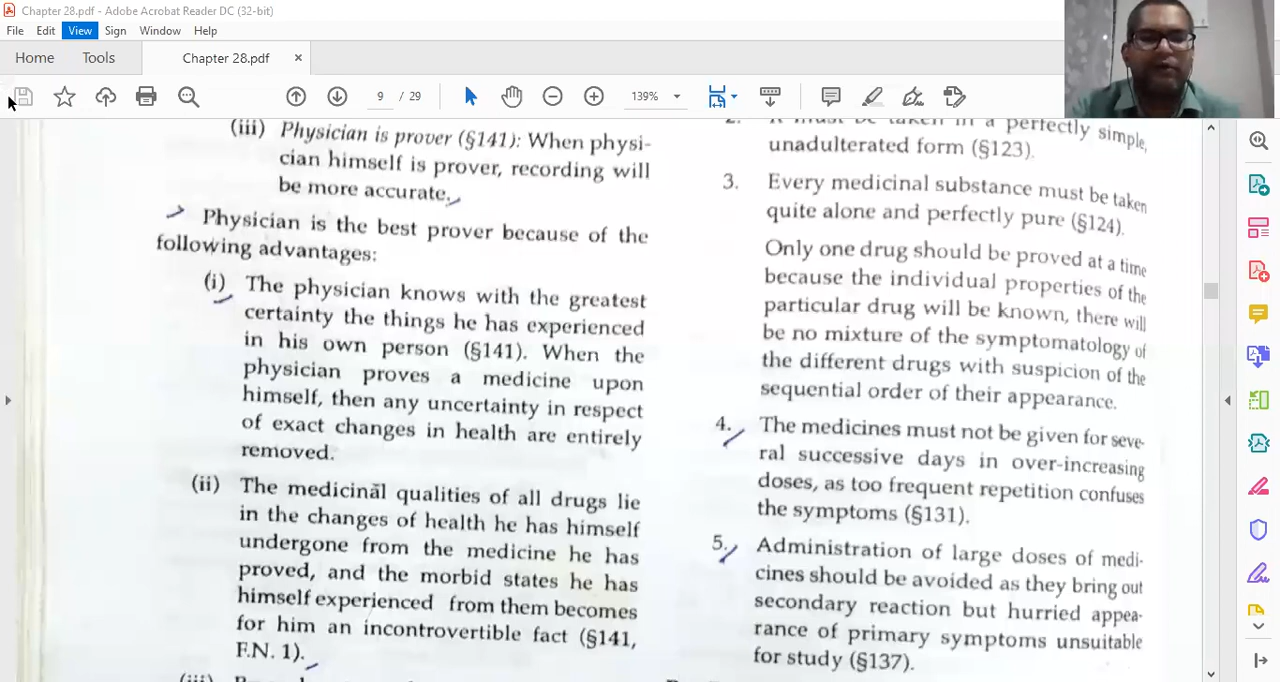 Chapter 28.pdf - Adobe Acrobat Reader DC (32-bit)
File Edit View Sign Window Help
Home Tools Chapter 28.pdf ×
9 / 29 139%
(iii) Physician is prover (§141): When physi-
cian himself is prover, recording will
be more accurate.
Physician is the best prover because of the
following advantages:
(i) The physician knows with the greatest
certainty the things he has experienced
in his own person (§141). When the
physician proves a medicine upon
himself, then any uncertainty in respect
of exact changes in health are entirely
removed.
(ii) The medicinal qualities of all drugs lie
in the changes of health he has himself
undergone from the medicine he has
proved, and the morbid states he has
himself experienced from them becomes
for him an incontrovertible fact (§141,
F.N. 1).
(iii)
2. It must be taken in a perfectly simple,
unadulterated form (§123).
3. Every medicinal substance must be taken
quite alone and perfectly pure (§124).
Only one drug should be proved at a time
because the individual properties of the
particular drug will be known, there will
be no mixture of the symptomatology of
the different drugs with suspicion of the
sequential order of their appearance.
4. The medicines must not be given for seve-
ral successive days in over-increasing
doses, as too frequent repetition confuses
the symptoms (§131).
5. Administration of large doses of medi-
cines should be avoided as they bring out
secondary reaction but hurried appea-
rance of primary symptoms unsuitable
for study (§137).